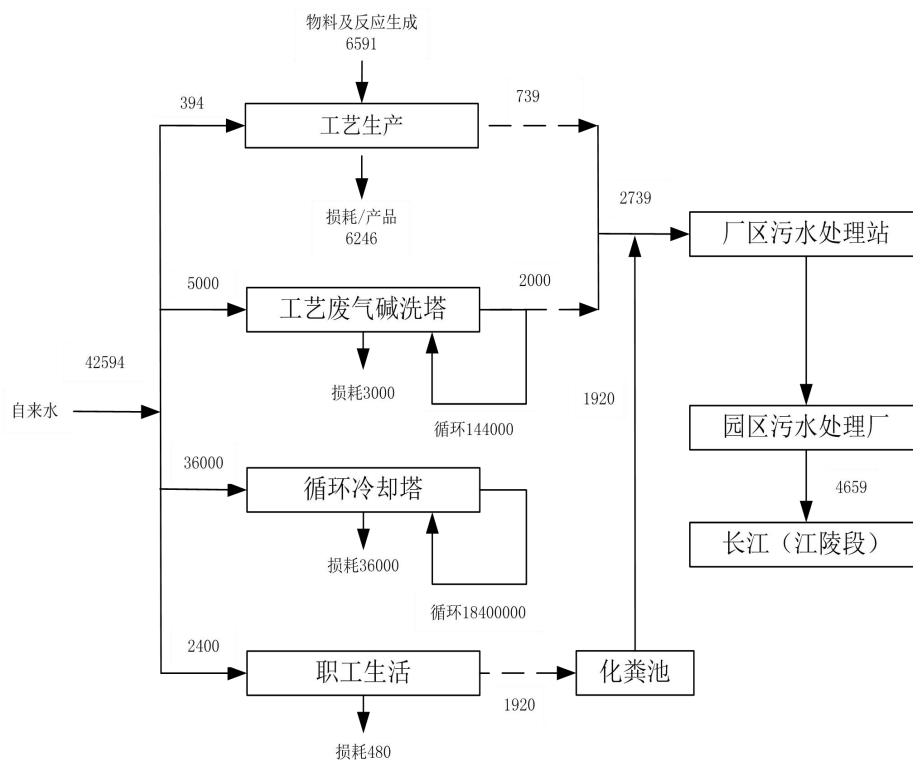 物料及反应生成
6591
394
工艺生产
739
损耗/产品
6246
2739
厂区污水处理站
5000
工艺废气碱洗塔
2000
损耗3000
循环144000
42594
自来水
1920
园区污水处理厂
36000
循环冷却塔
4659
损耗36000
长江（江陵段）
循环18400000
2400
职工生活
1920
化粪池
损耗480